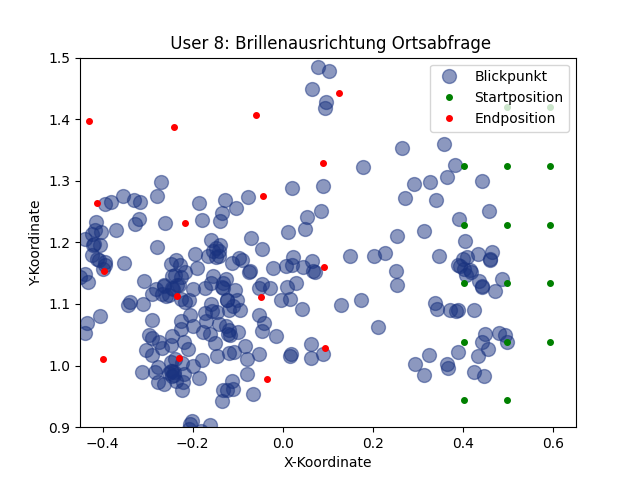 User 8: Brillenausrichtung Ortsabfrage
1.5
Blickpunkt
Startposition
Endposition
1.4
1.3
1.2
1.1
1.0
0.9
Y-Koordinate
−0.4 −0.2 0.0 0.2 0.4 0.6
X-Koordinate